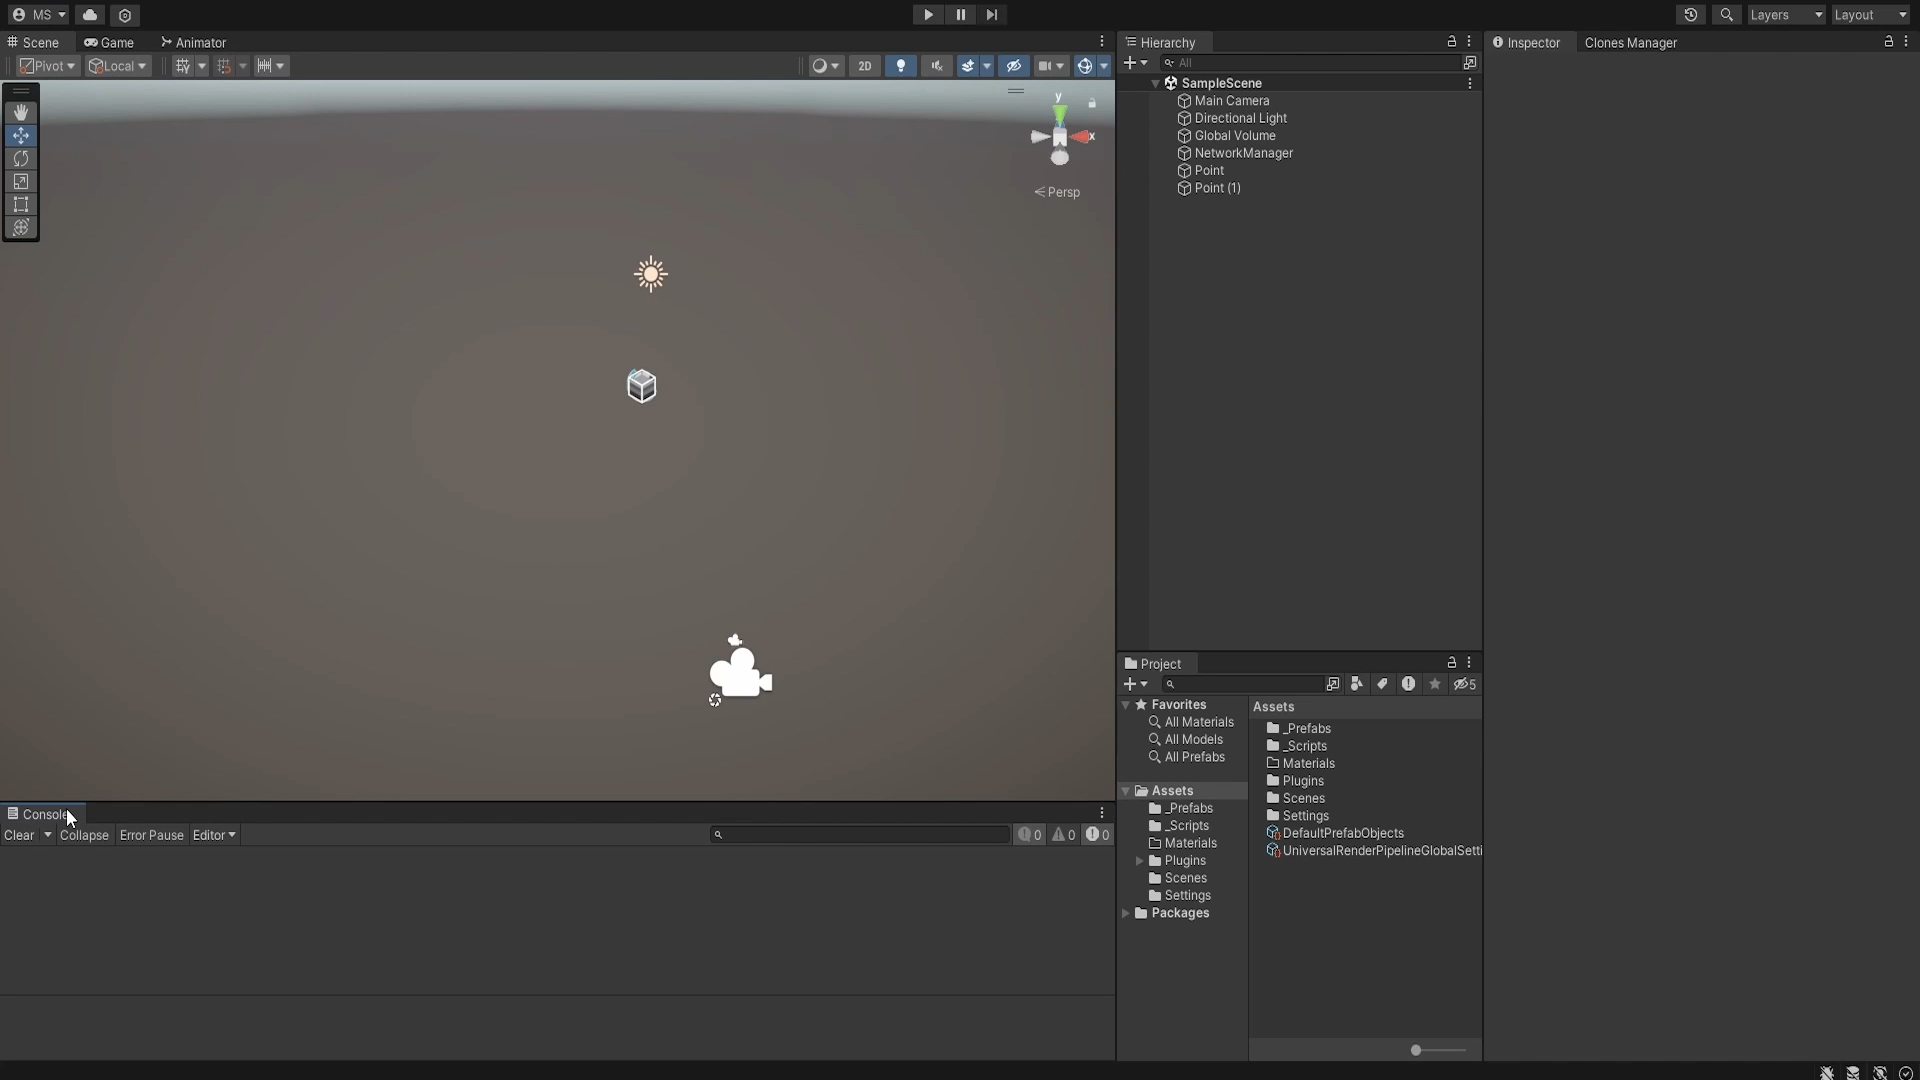 MS
Layers
Layout
Scene
Game
Animator
Pivot
Local
2D
y
x
Persp
Hierarchy
All
SampleScene
Main Camera
Directional Light
Global Volume
NetworkManager
Point
Point (1)
Inspector
Clones Manager
Project
5
Favorites
All Materials
All Models
All Prefabs
Assets
_Prefabs
_Scripts
Materials
Plugins
Scenes
Settings
Packages
Assets
_Prefabs
_Scripts
Materials
Plugins
Scenes
Settings
DefaultPrefabObjects
UniversalRenderPipelineGlobalSetti
Console
Clear
Collapse
Error Pause
Editor
0
0
0